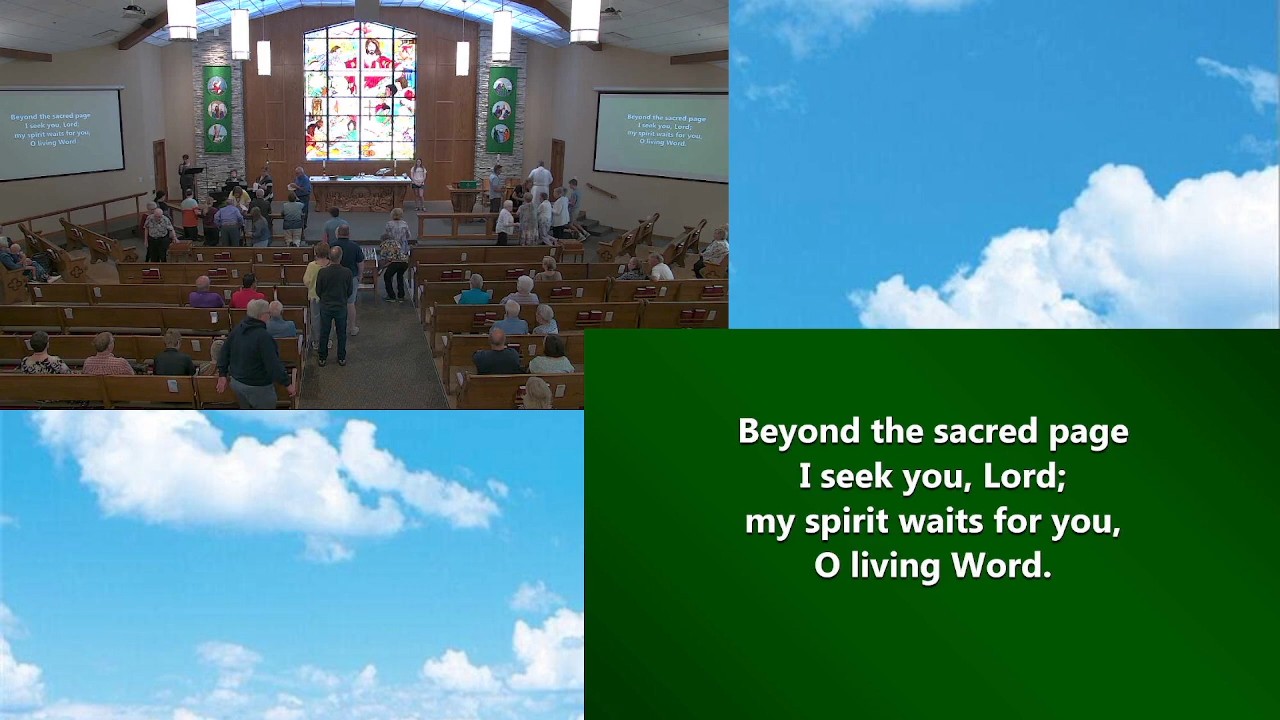 Beyond the sacred page
I seek you, Lord;
my spirit waits for you,
O living Word.
Beyond the sacred page
I seek you, Lord;
my spirit waits for you,
O living Word.
Beyond the sacred page
I seek you, Lord;
my spirit waits for you,
O living Word.